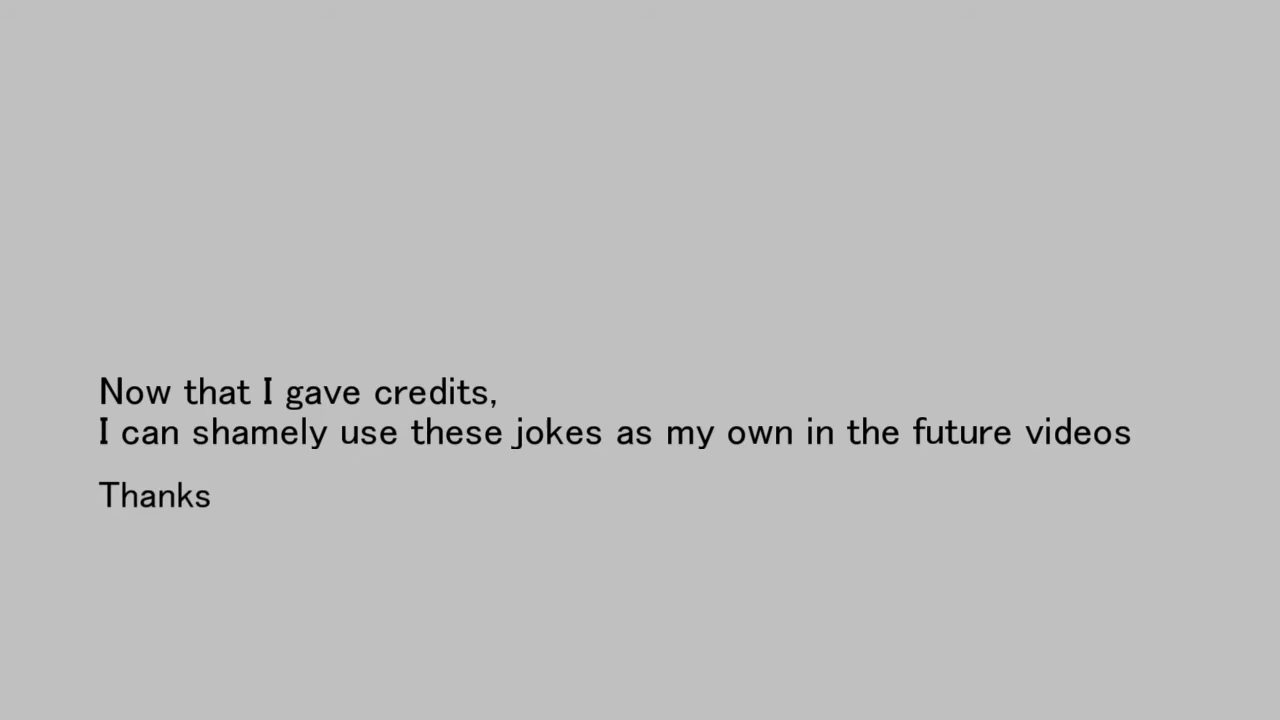 Now that I gave credits,
I can shamely use these jokes as my own in the future videos
Thanks